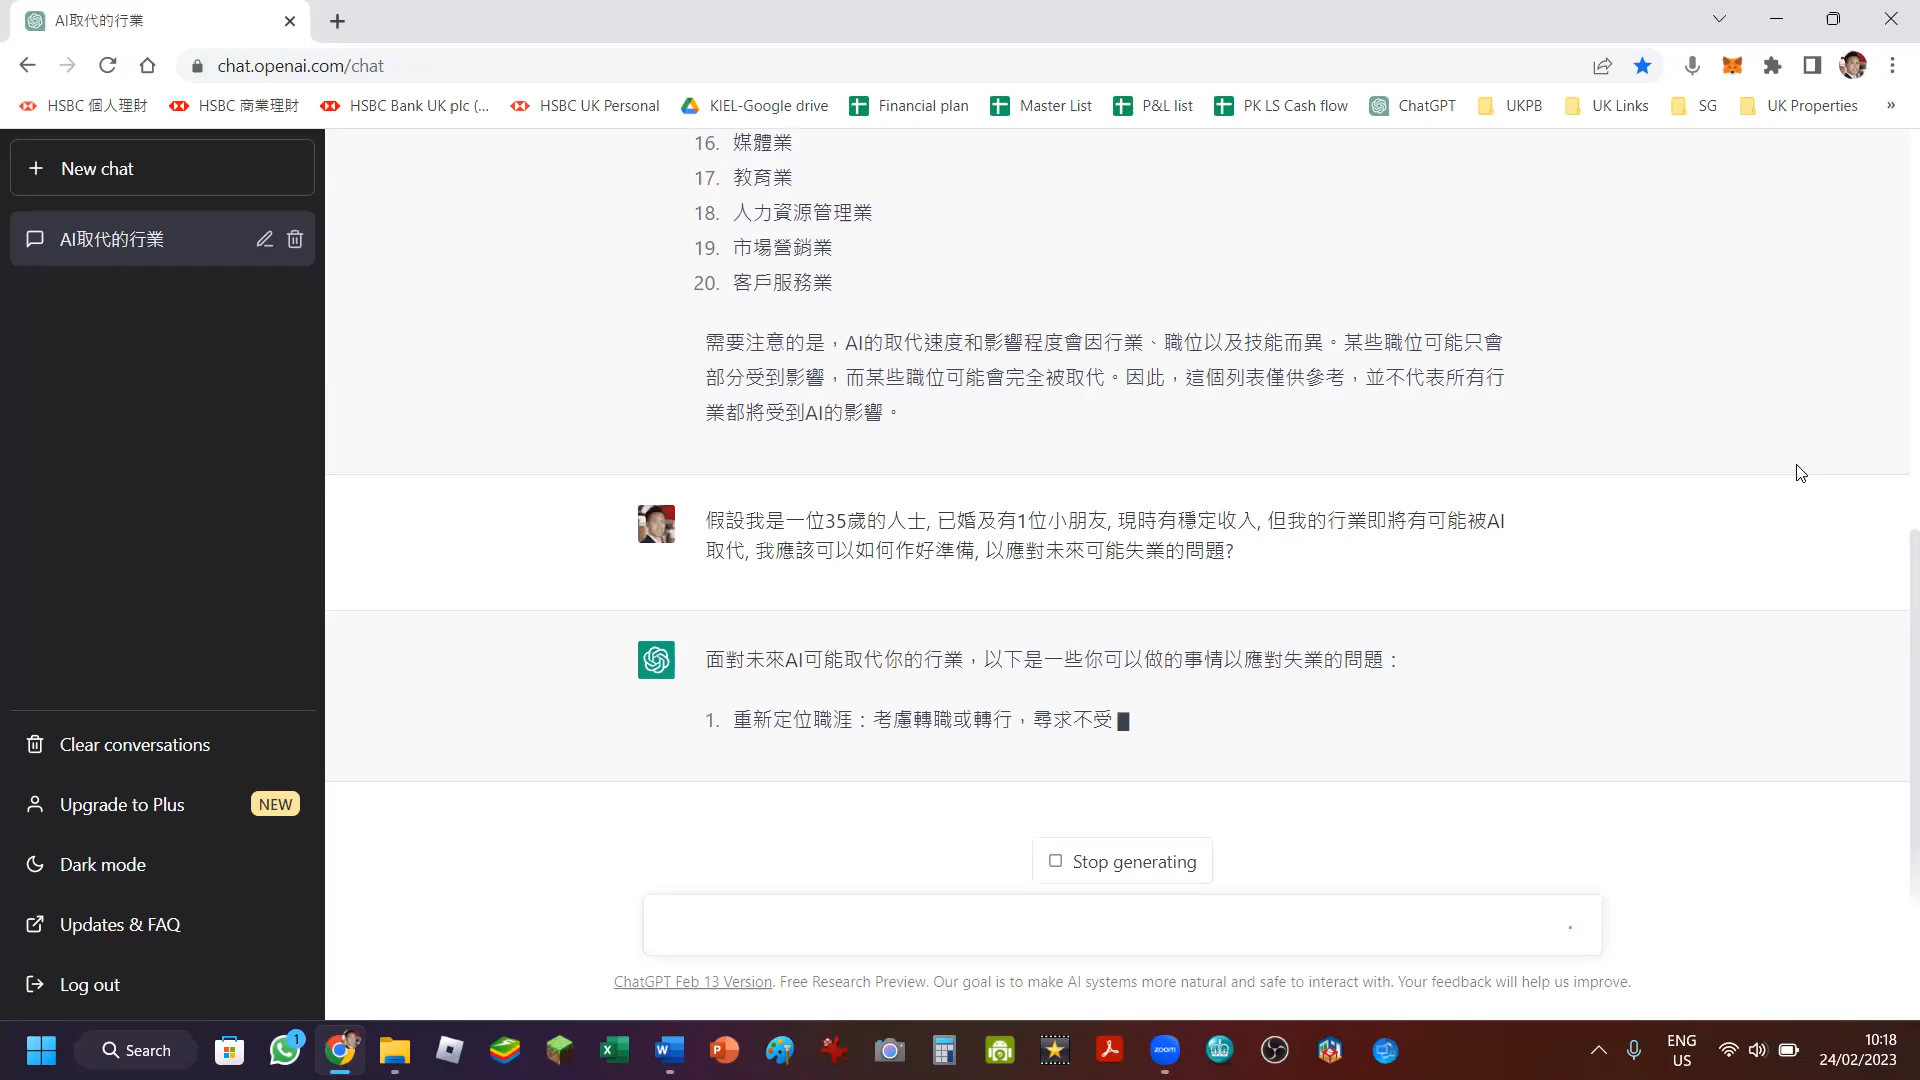 AI取代的行業
chat.openai.com/chat
HSBC 個人理財
HSBC 商業理財
HSBC Bank UK plc (...
HSBC UK Personal
KIEL-Google drive
Financial plan
Master List
P&L list
PK LS Cash flow
ChatGPT
UKPB
UK Links
SG
UK Properties
»
New chat
AI取代的行業
16. 媒體業
17. 教育業
18. 人力資源管理業
19. 市場營銷業
20. 客戶服務業
需要注意的是，AI的取代速度和影響程度會因行業、職位以及技能而異。某些職位可能只會
部分受到影響，而某些職位可能會完全被取代。因此，這個列表僅供參考，並不代表所有行
業都將受到AI的影響。
假設我是一位35歲的人士, 已婚及有1位小朋友, 現時有穩定收入, 但我的行業即將有可能被AI
取代, 我應該可以如何作好準備, 以應對未來可能失業的問題?
面對未來AI可能取代你的行業，以下是一些你可以做的事情以應對失業的問題：
1. 重新定位職涯：考慮轉職或轉行，尋求不受
Clear conversations
Upgrade to Plus
NEW
Dark mode
Updates & FAQ
Log out
Stop generating
ChatGPT Feb 13 Version. Free Research Preview. Our goal is to make AI systems more natural and safe to interact with. Your feedback will help us improve.
Search
1
zoom
ENG
US
10:18
24/02/2023